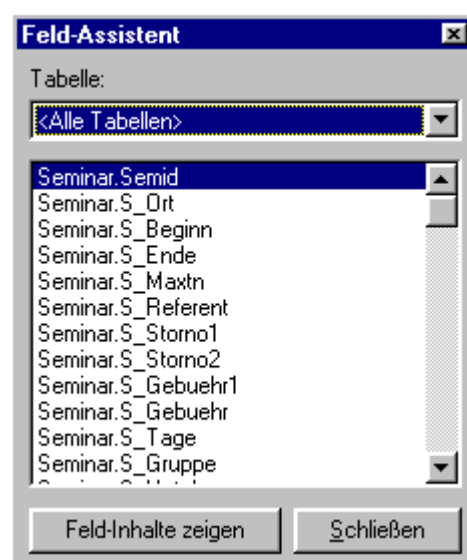 Feld-Assistent
Tabelle:
<Alle Tabellen>
Seminar.Semid
Seminar.S_Ort
Seminar.S_Beginn
Seminar.S_Ende
Seminar.S_Maxtn
Seminar.S_Referent
Seminar.S_Storno1
Seminar.S_Storno2
Seminar.S_Gebuehr1
Seminar.S_Gebuehr
Seminar.S_Tage
Seminar.S_Gruppe
Feld-Inhalte zeigen
Schließen